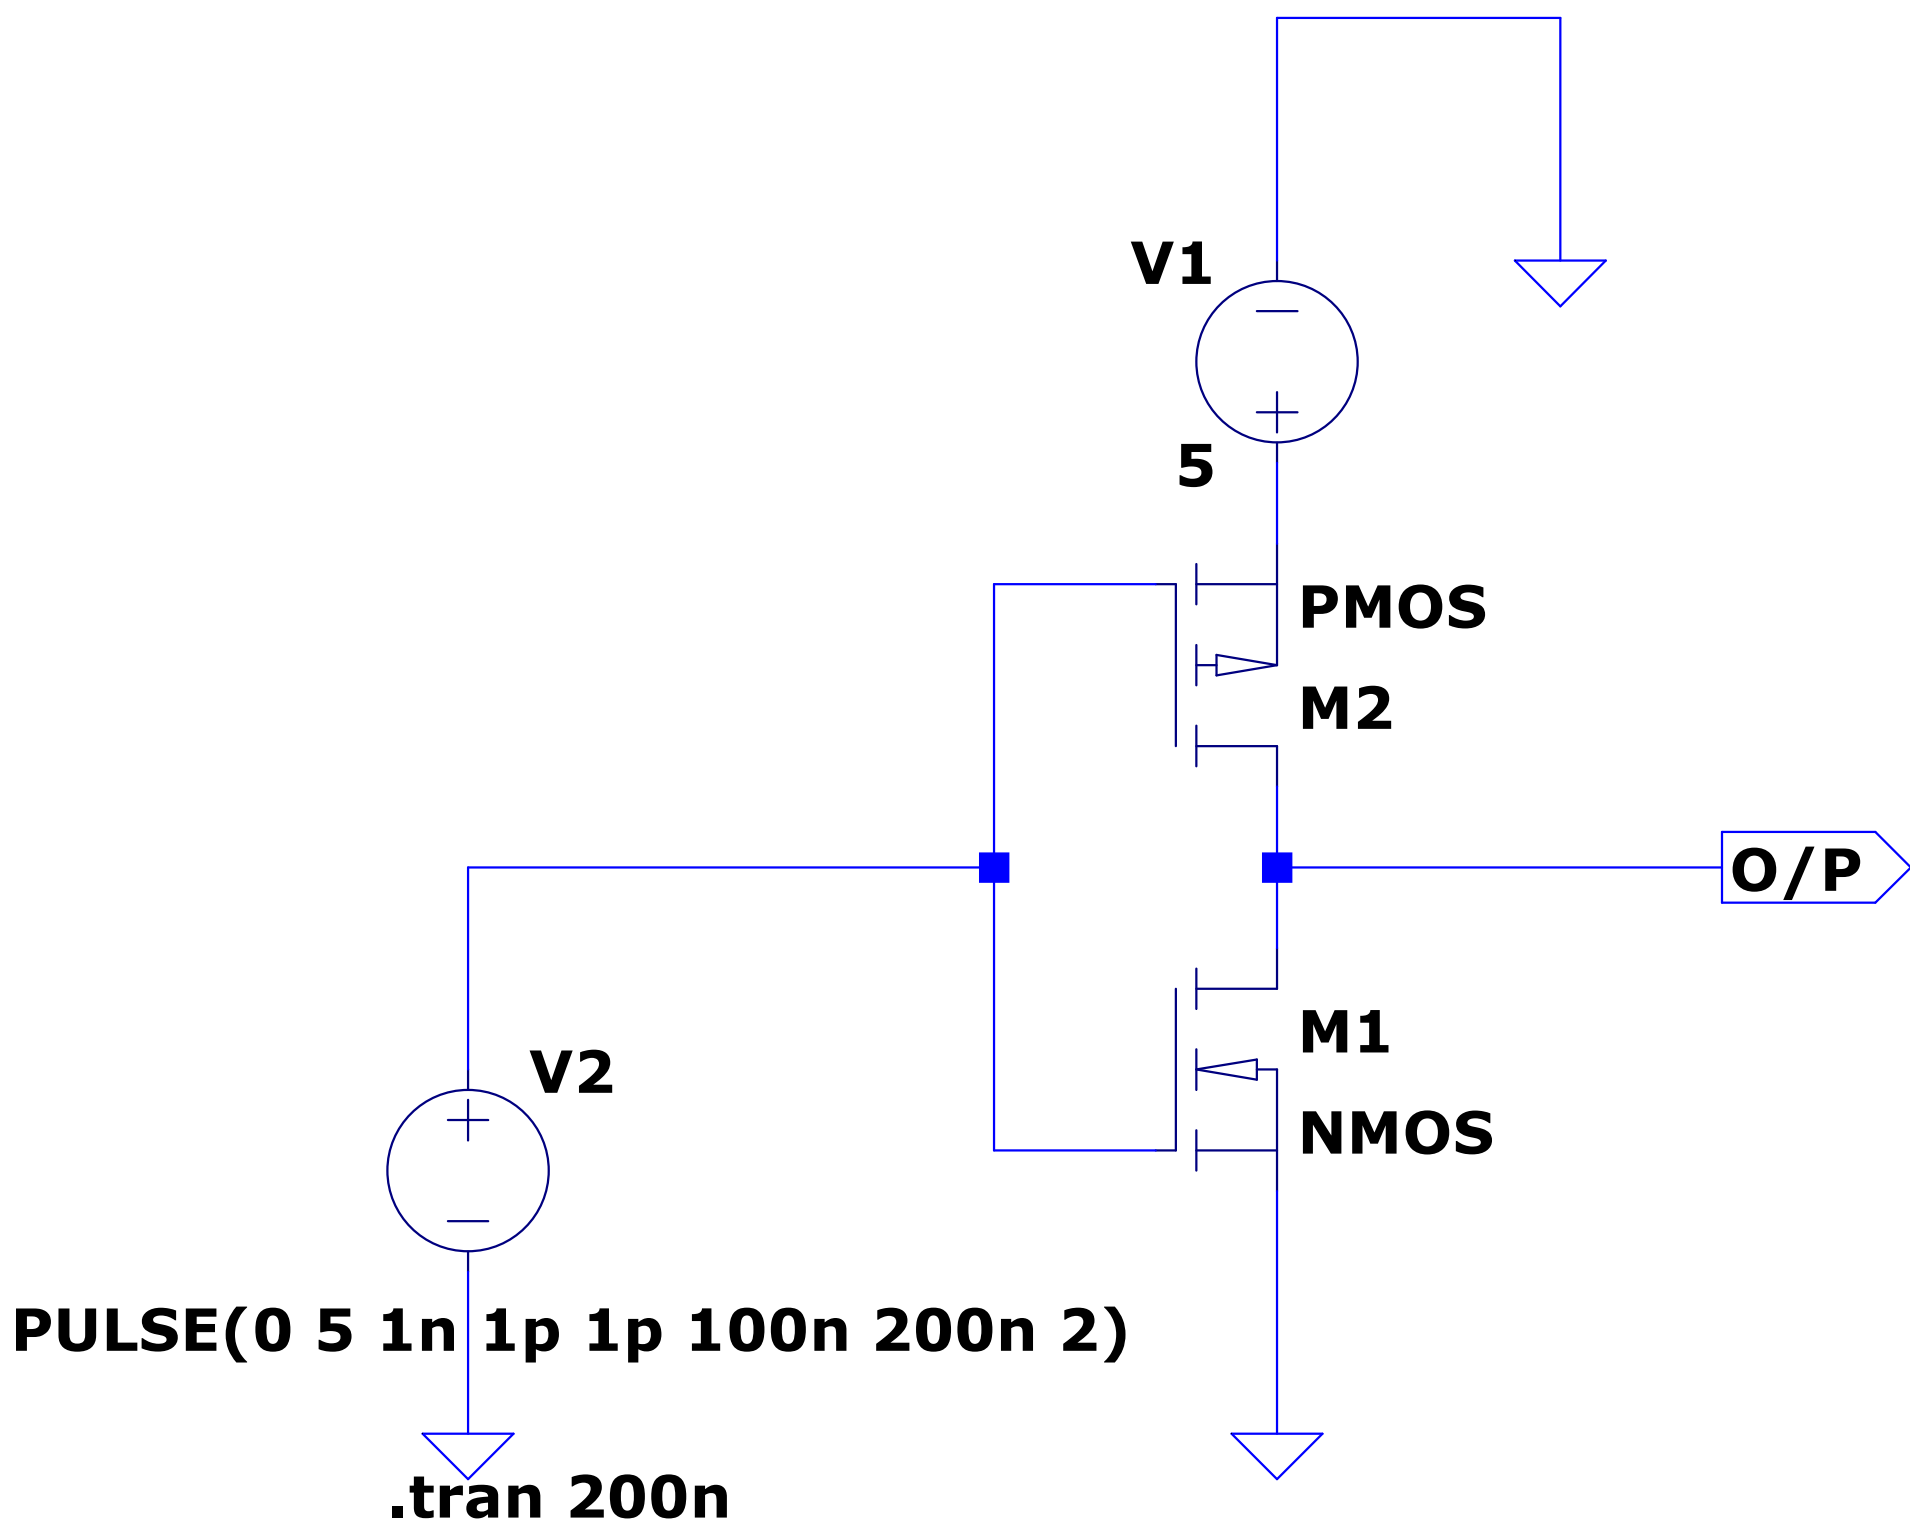 V1
5
PMOS
M2
O/P
M1
V2
NMOS
PULSE(0 5 1n 1p 1p 100n 200n 2)
.tran 200n